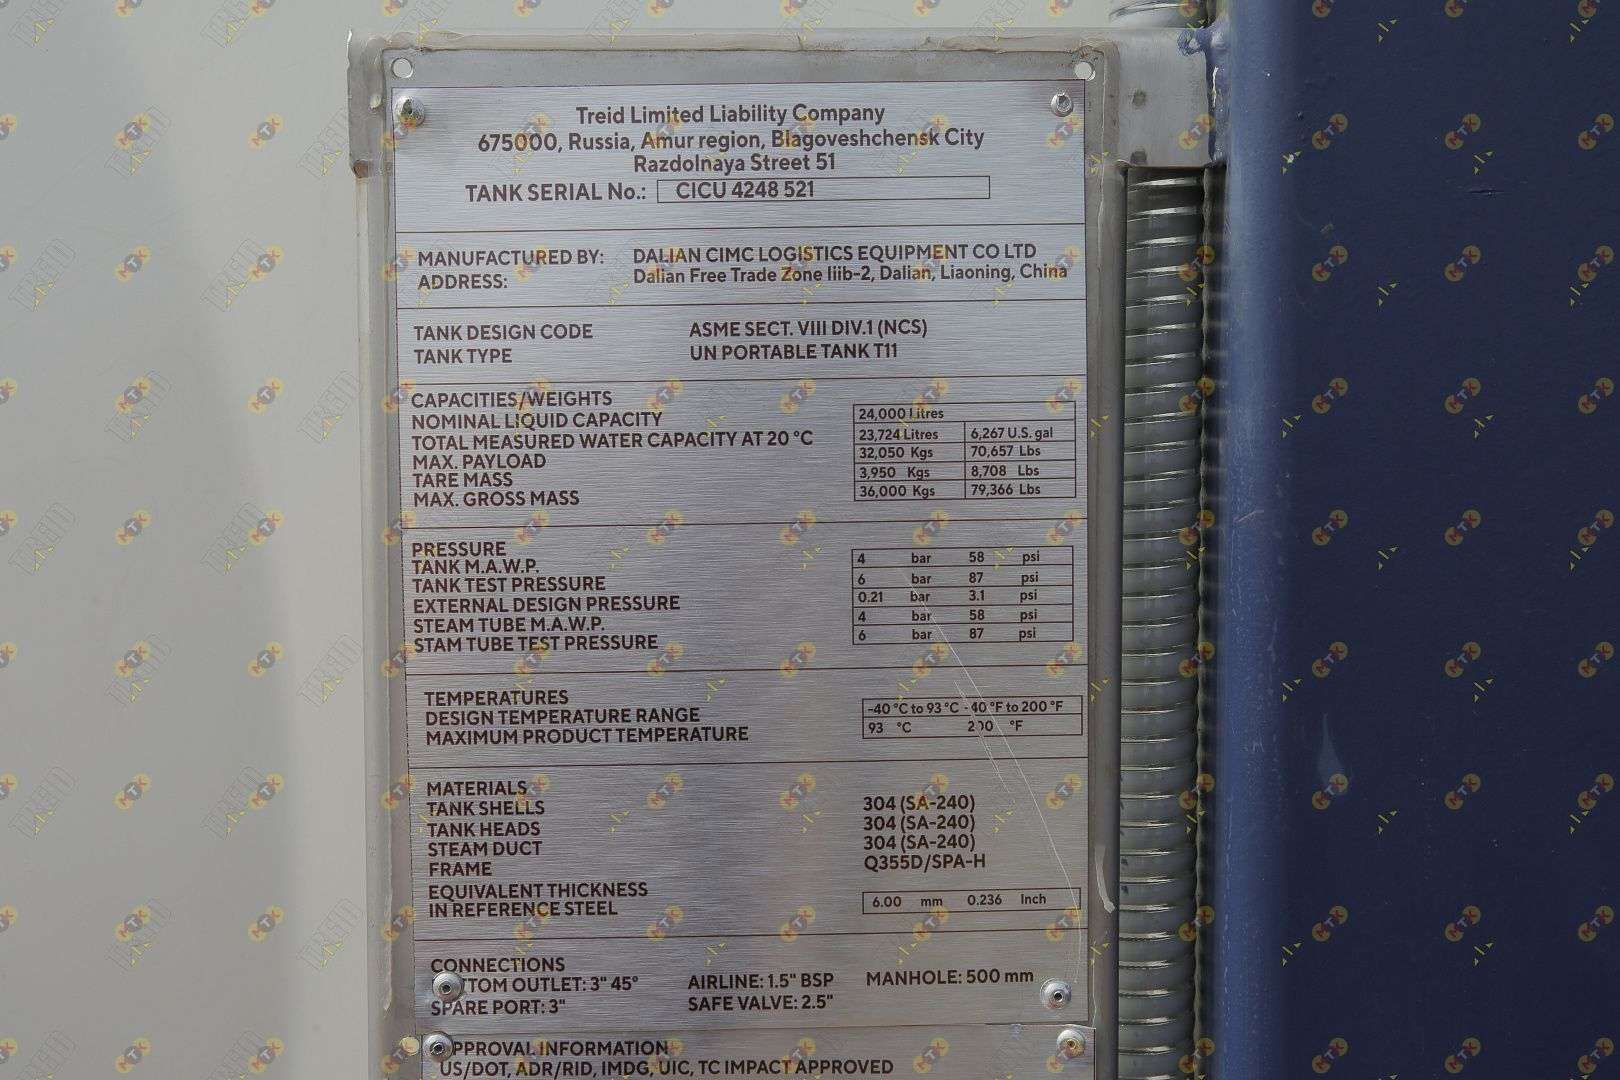 Treid Limited Liability Company
675000, Russia, Amur region, Blagoveshchensk City
Razdolnaya Street 51
TANK SERIAL No.: CICU 4248 521
MANUFACTURED BY: DALIAN CIMC LOGISTICS EQUIPMENT CO LTD
ADDRESS: Dalian Free Trade Zone Iiib-2, Dalian, Liaoning, China
TANK DESIGN CODE ASME SECT. VIII DIV.1 (NCS)
TANK TYPE UN PORTABLE TANK T11
CAPACITIES/WEIGHTS
NOMINAL LIQUID CAPACITY 24,000 Litres
TOTAL MEASURED WATER CAPACITY AT 20 °C 23,724 Litres 6,267 U.S. gal
MAX. PAYLOAD 32,050 Kgs 70,657 Lbs
TARE MASS 3,950 Kgs 8,708 Lbs
MAX. GROSS MASS 36,000 Kgs 79,366 Lbs
PRESSURE
TANK M.A.W.P. 4 bar 58 psi
TANK TEST PRESSURE 6 bar 87 psi
EXTERNAL DESIGN PRESSURE 0.21 bar 3.1 psi
STEAM TUBE M.A.W.P. 4 bar 58 psi
STAM TUBE TEST PRESSURE 6 bar 87 psi
TEMPERATURES
DESIGN TEMPERATURE RANGE -40 °C to 93 °C -40 °F to 200 °F
MAXIMUM PRODUCT TEMPERATURE 93 °C 200 °F
MATERIALS
TANK SHELLS 304 (SA-240)
TANK HEADS 304 (SA-240)
STEAM DUCT 304 (SA-240)
FRAME Q355D/SPA-H
EQUIVALENT THICKNESS
IN REFERENCE STEEL 6.00 mm 0.236 Inch
CONNECTIONS
TTOM OUTLET: 3" 45° AIRLINE: 1.5" BSP MANHOLE: 500 mm
SPARE PORT: 3" SAFE VALVE: 2.5"
PPROVAL INFORMATION
US/DOT, ADR/RID, IMDG, UIC, TC IMPACT APPROVED